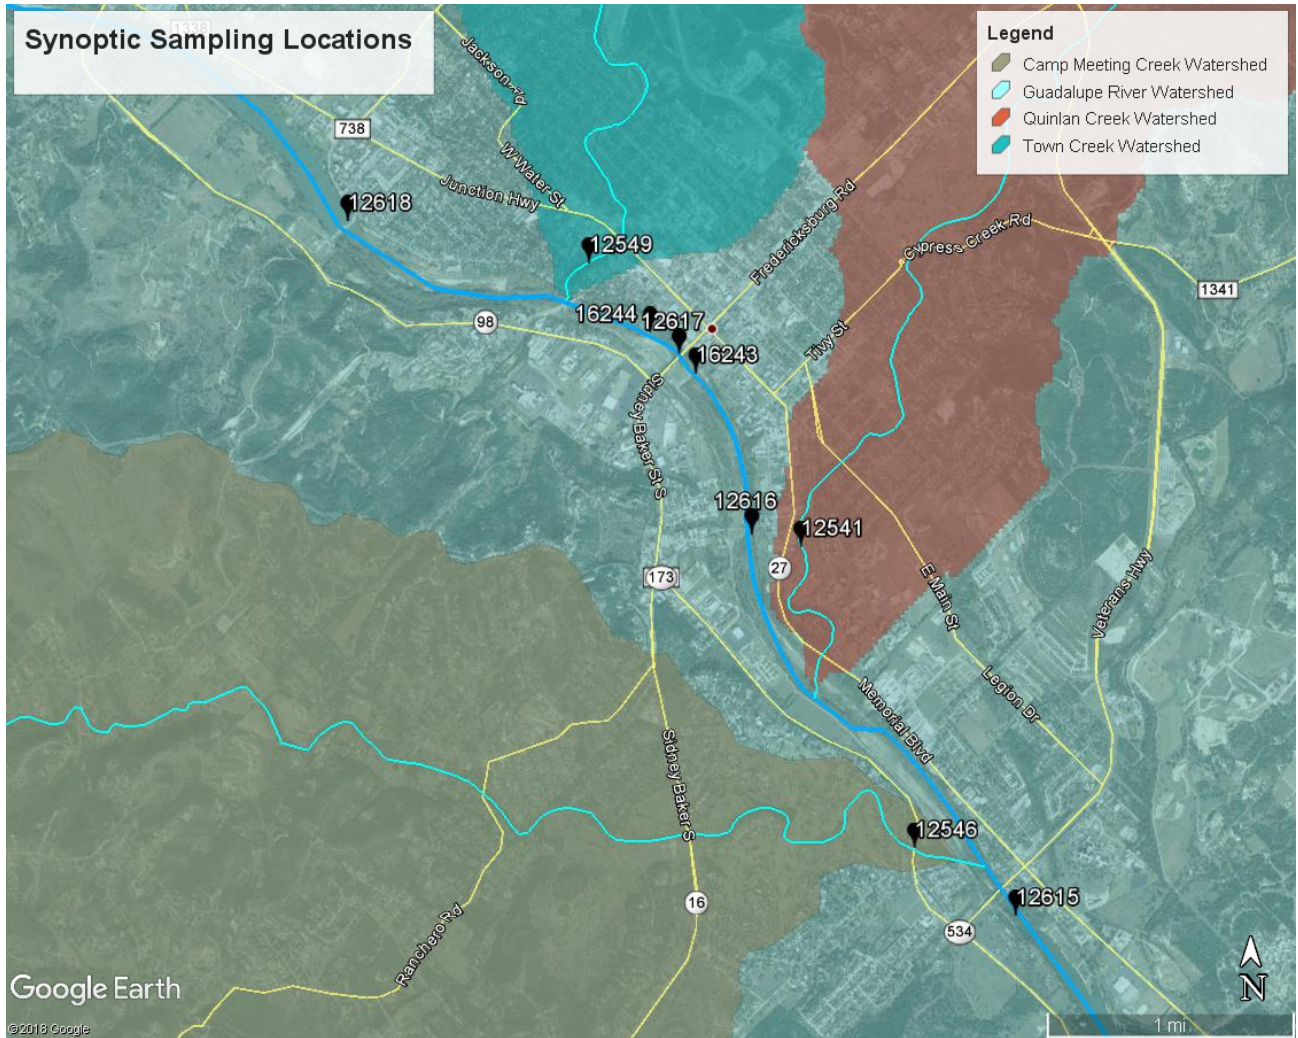 1338
Synoptic Sampling Locations
Legend
Camp Meeting Creek Watershed
Guadalupe River Watershed
Quinlan Creek Watershed
Town Creek Watershed
Jackson Rd
738
W Water St
Junction Hwy
12618
12549
Fredericksburg Rd
Cypress Creek Rd
1341
98
16244
12617
16243
Tivy St
Sidney Baker St S
12616
12541
27
173
E Main St
Veterans Hwy
Legion Dr
Memorial Blvd
Sidney Baker S
12546
12615
16
534
Ranchero Rd
Google Earth
N
©2018 Google
1 mi